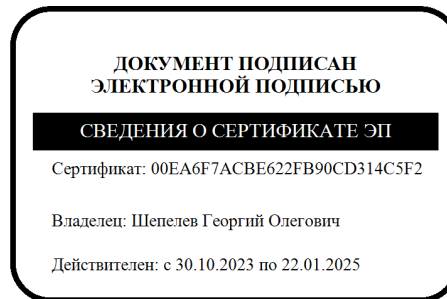 ДОКУМЕНТ ПОДПИСАН
ЭЛЕКТРОННОЙ ПОДПИСЬЮ
СВЕДЕНИЯ О СЕРТИФИКАТЕ ЭП
Сертификат: 00EA6F7ACBE622FB90CD314C5F2
Владелец: Шепелев Георгий Олегович
Действителен: с 30.10.2023 по 22.01.2025